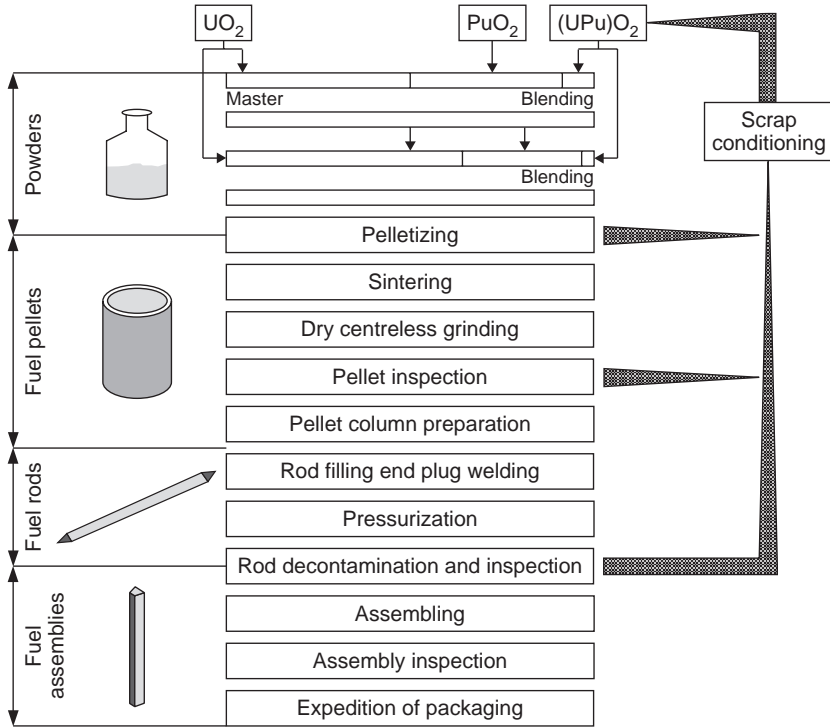 UO2
PuO2
(UPu)O2
Master
Blending
Scrap
conditioning
Blending
Powders
Pelletizing
Sintering
Dry centreless grinding
Fuel pellets
Pellet inspection
Pellet column preparation
Rod filling end plug welding
Fuel rods
Pressurization
Rod decontamination and inspection
Assembling
Fuel
assemblies
Assembly inspection
Expedition of packaging